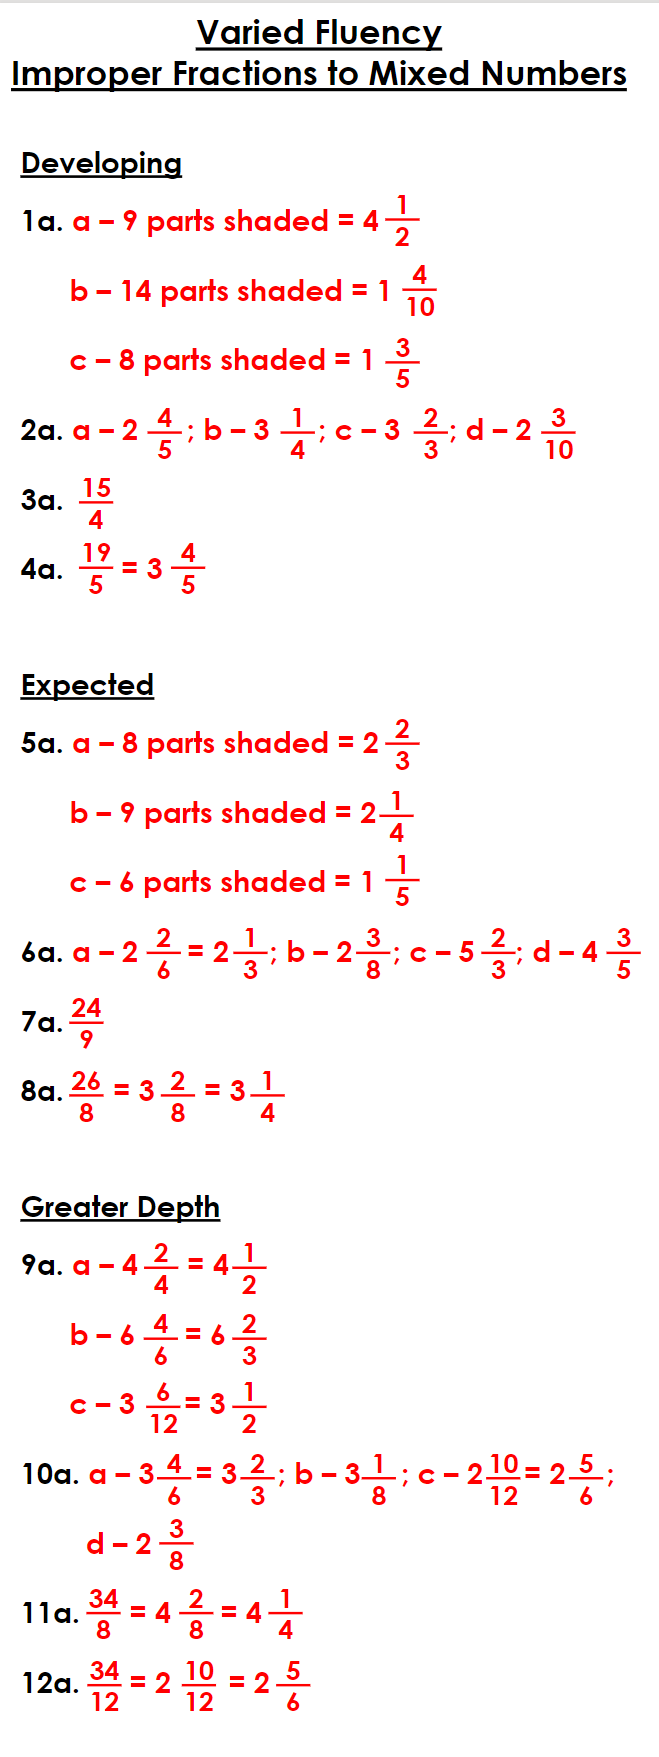 Varied Fluency
Improper Fractions to Mixed Numbers
Developing
1a. a – 9 parts shaded = 4 1/2
b – 14 parts shaded = 1 4/10
c – 8 parts shaded = 1 3/5
2a. a – 2 4/5; b – 3 1/4; c – 3 2/3; d – 2 3/10
3a. 15/4
4a. 19/5 = 3 4/5
Expected
5a. a – 8 parts shaded = 2 2/3
b – 9 parts shaded = 2 1/4
c – 6 parts shaded = 1 1/5
6a. a – 2 2/6 = 2 1/3; b – 2 3/8; c – 5 2/3; d – 4 3/5
7a. 24/9
8a. 26/8 = 3 2/8 = 3 1/4
Greater Depth
9a. a – 4 2/4 = 4 1/2
b – 6 4/6 = 6 2/3
c – 3 6/12 = 3 1/2
10a. a – 3 4/6 = 3 2/3; b – 3 1/8; c – 2 10/12 = 2 5/6;
d – 2 3/8
11a. 34/8 = 4 2/8 = 4 1/4
12a. 34/12 = 2 10/12 = 2 5/6